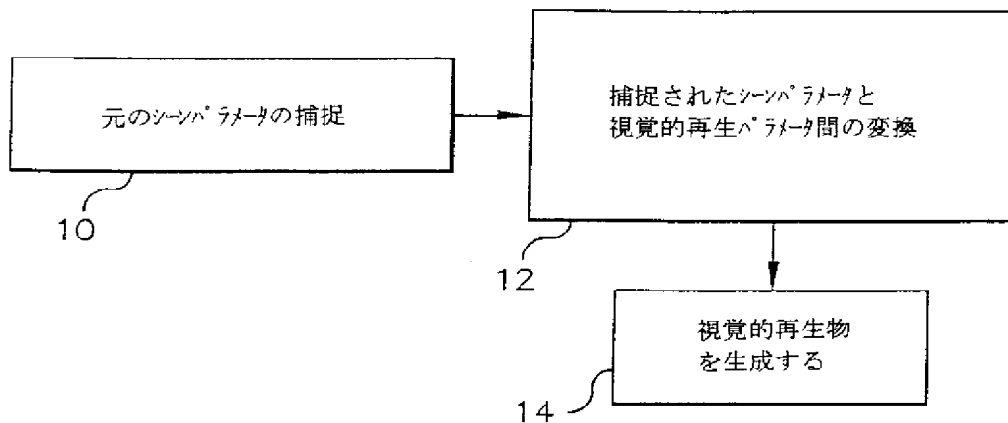 元のｼｰﾝﾊﾟﾗﾒｰﾀの捕捉
10
捕捉されたｼｰﾝﾊﾟﾗﾒｰﾀと
視覚的再生ﾊﾟﾗﾒｰﾀ間の変換
12
視覚的再生物
を生成する
14